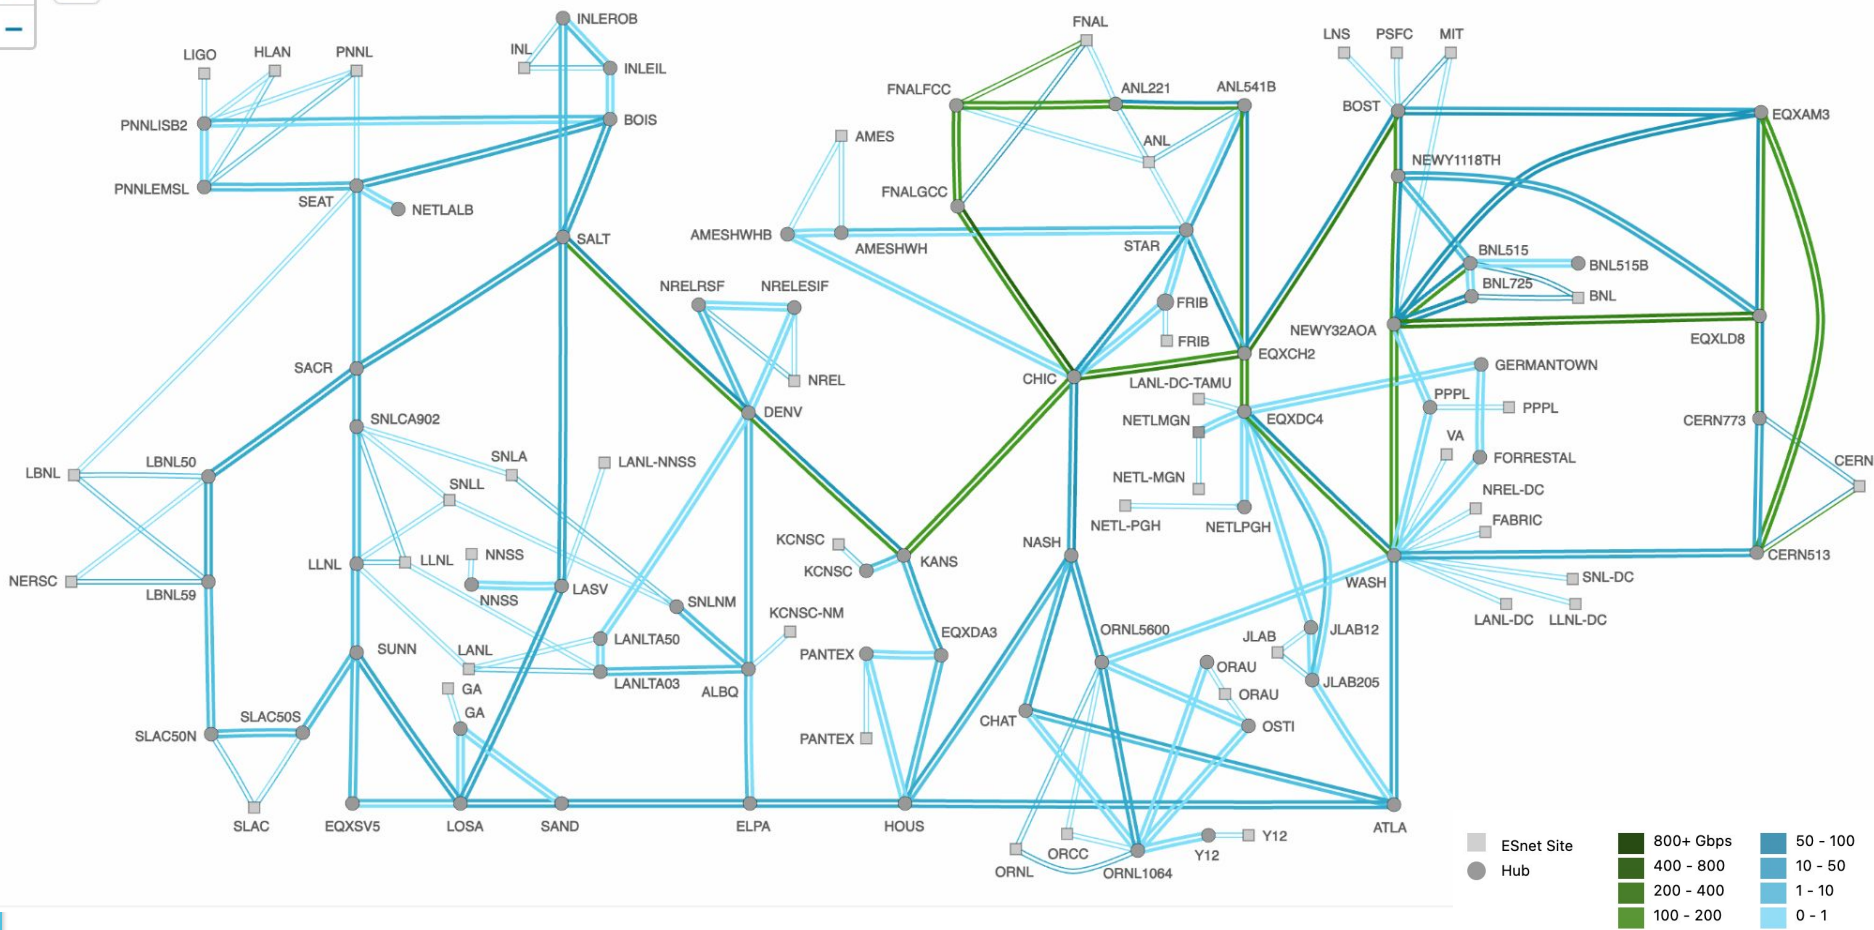 INLEROB
FNAL
LNS
PSFC
MIT
LIGO
HLAN
PNNL
INL
INLEIL
FNALFCC
ANL221
ANL541B
BOST
EQXAM3
PNNLISB2
BOIS
AMES
ANL
NEWY1118TH
PNNLEMSL
SEAT
NETLALB
FNALGCC
SALT
AMESHWHB
AMESHWH
STAR
BNL515
BNL515B
BNL725
BNL
NRELRSF
NRELESIF
FRIB
FRIB
NEWY32AOA
EQXLD8
SACR
EQXCH2
GERMANTOWN
CHIC
LANL-DC-TAMU
NREL
PPPL
PPPL
DENV
NETLMGN
EQXDC4
CERN773
SNLCA902
VA
FORRESTAL
CERN
LBNL
LBNL50
SNLA
LANL-NNSS
NETL-MGN
SNLL
NREL-DC
NETL-PGH
NETLPGH
FABRIC
KCNSC
NASH
LLNL
LLNL
NNSS
KCNSC
KANS
WASH
CERN513
NERSC
LBNL59
NNSS
LASV
SNLNM
SNL-DC
KCNSC-NM
LANL-DC
LLNL-DC
LANLTA50
EQXDA3
ORNL5600
JLAB
JLAB12
SUNN
LANL
PANTEX
LANLTA03
ALBQ
ORAU
JLAB205
GA
ORAU
GA
SLAC50S
SLAC50N
CHAT
OSTI
PANTEX
SLAC
EQXSV5
LOSA
SAND
ELPA
HOUS
ATLA
ORCC
Y12
Y12
ORNL
ORNL1064
ESnet Site
Hub
800+ Gbps
400 - 800
200 - 400
100 - 200
50 - 100
10 - 50
1 - 10
0 - 1